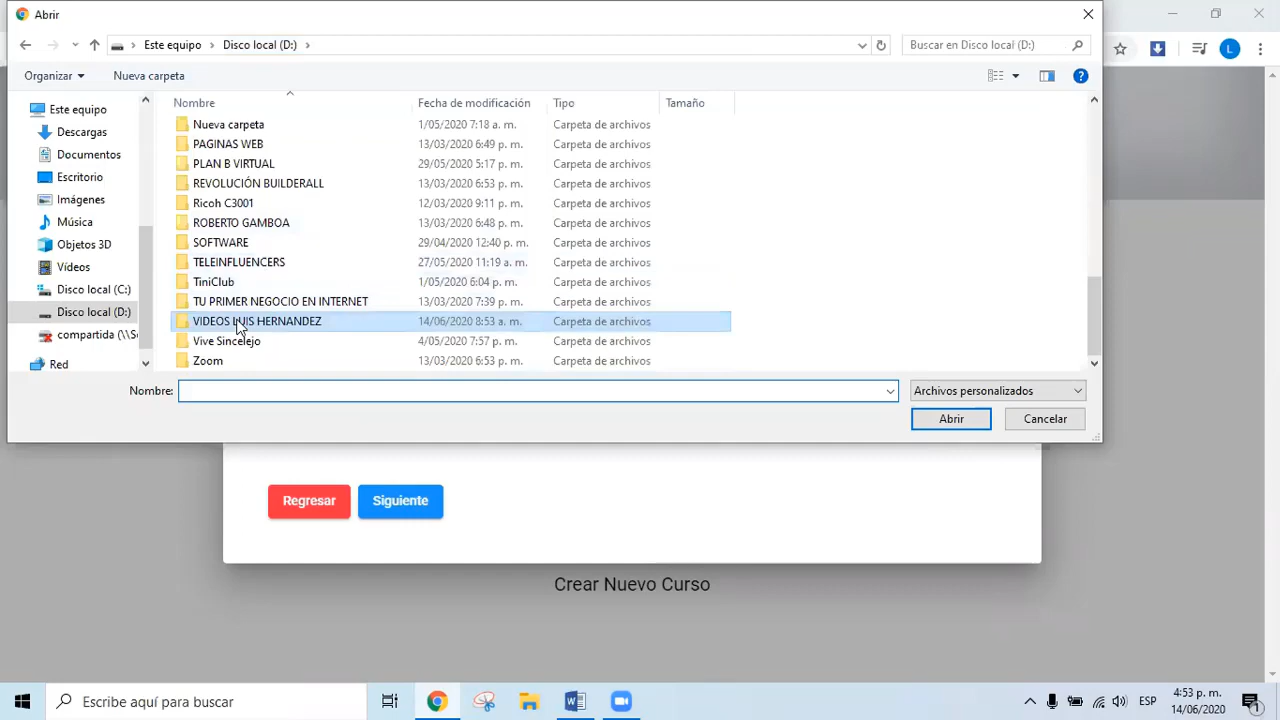 Abrir
Este equipo
Disco local (D:)
Buscar en Disco local (D:)
L
Organizar
Nueva carpeta
Nombre
Fecha de modificación
Tipo
Tamaño
Este equipo
Descargas
Documentos
Escritorio
Imágenes
Música
Objetos 3D
Vídeos
Disco local (C:)
Disco local (D:)
compartida (\\S
Red
Nueva carpeta 1/05/2020 7:18 a. m. Carpeta de archivos
PAGINAS WEB 13/03/2020 6:49 p. m. Carpeta de archivos
PLAN B VIRTUAL 29/05/2020 5:17 p. m. Carpeta de archivos
REVOLUCIÓN BUILDERALL 13/03/2020 6:53 p. m. Carpeta de archivos
Ricoh C3001 12/03/2020 9:11 p. m. Carpeta de archivos
ROBERTO GAMBOA 13/03/2020 6:48 p. m. Carpeta de archivos
SOFTWARE 29/04/2020 12:40 p. m. Carpeta de archivos
TELEINFLUENCERS 27/05/2020 11:19 a. m. Carpeta de archivos
TiniClub 1/05/2020 6:04 p. m. Carpeta de archivos
TU PRIMER NEGOCIO EN INTERNET 13/03/2020 7:39 p. m. Carpeta de archivos
VIDEOS LUIS HERNANDEZ 14/06/2020 8:53 a. m. Carpeta de archivos
Vive Sincelejo 4/05/2020 7:57 p. m. Carpeta de archivos
Zoom 13/03/2020 6:53 p. m. Carpeta de archivos
Nombre:
Archivos personalizados
Abrir
Cancelar
Regresar
Siguiente
Crear Nuevo Curso
Escribe aquí para buscar
ESP
4:53 p. m.
14/06/2020
1